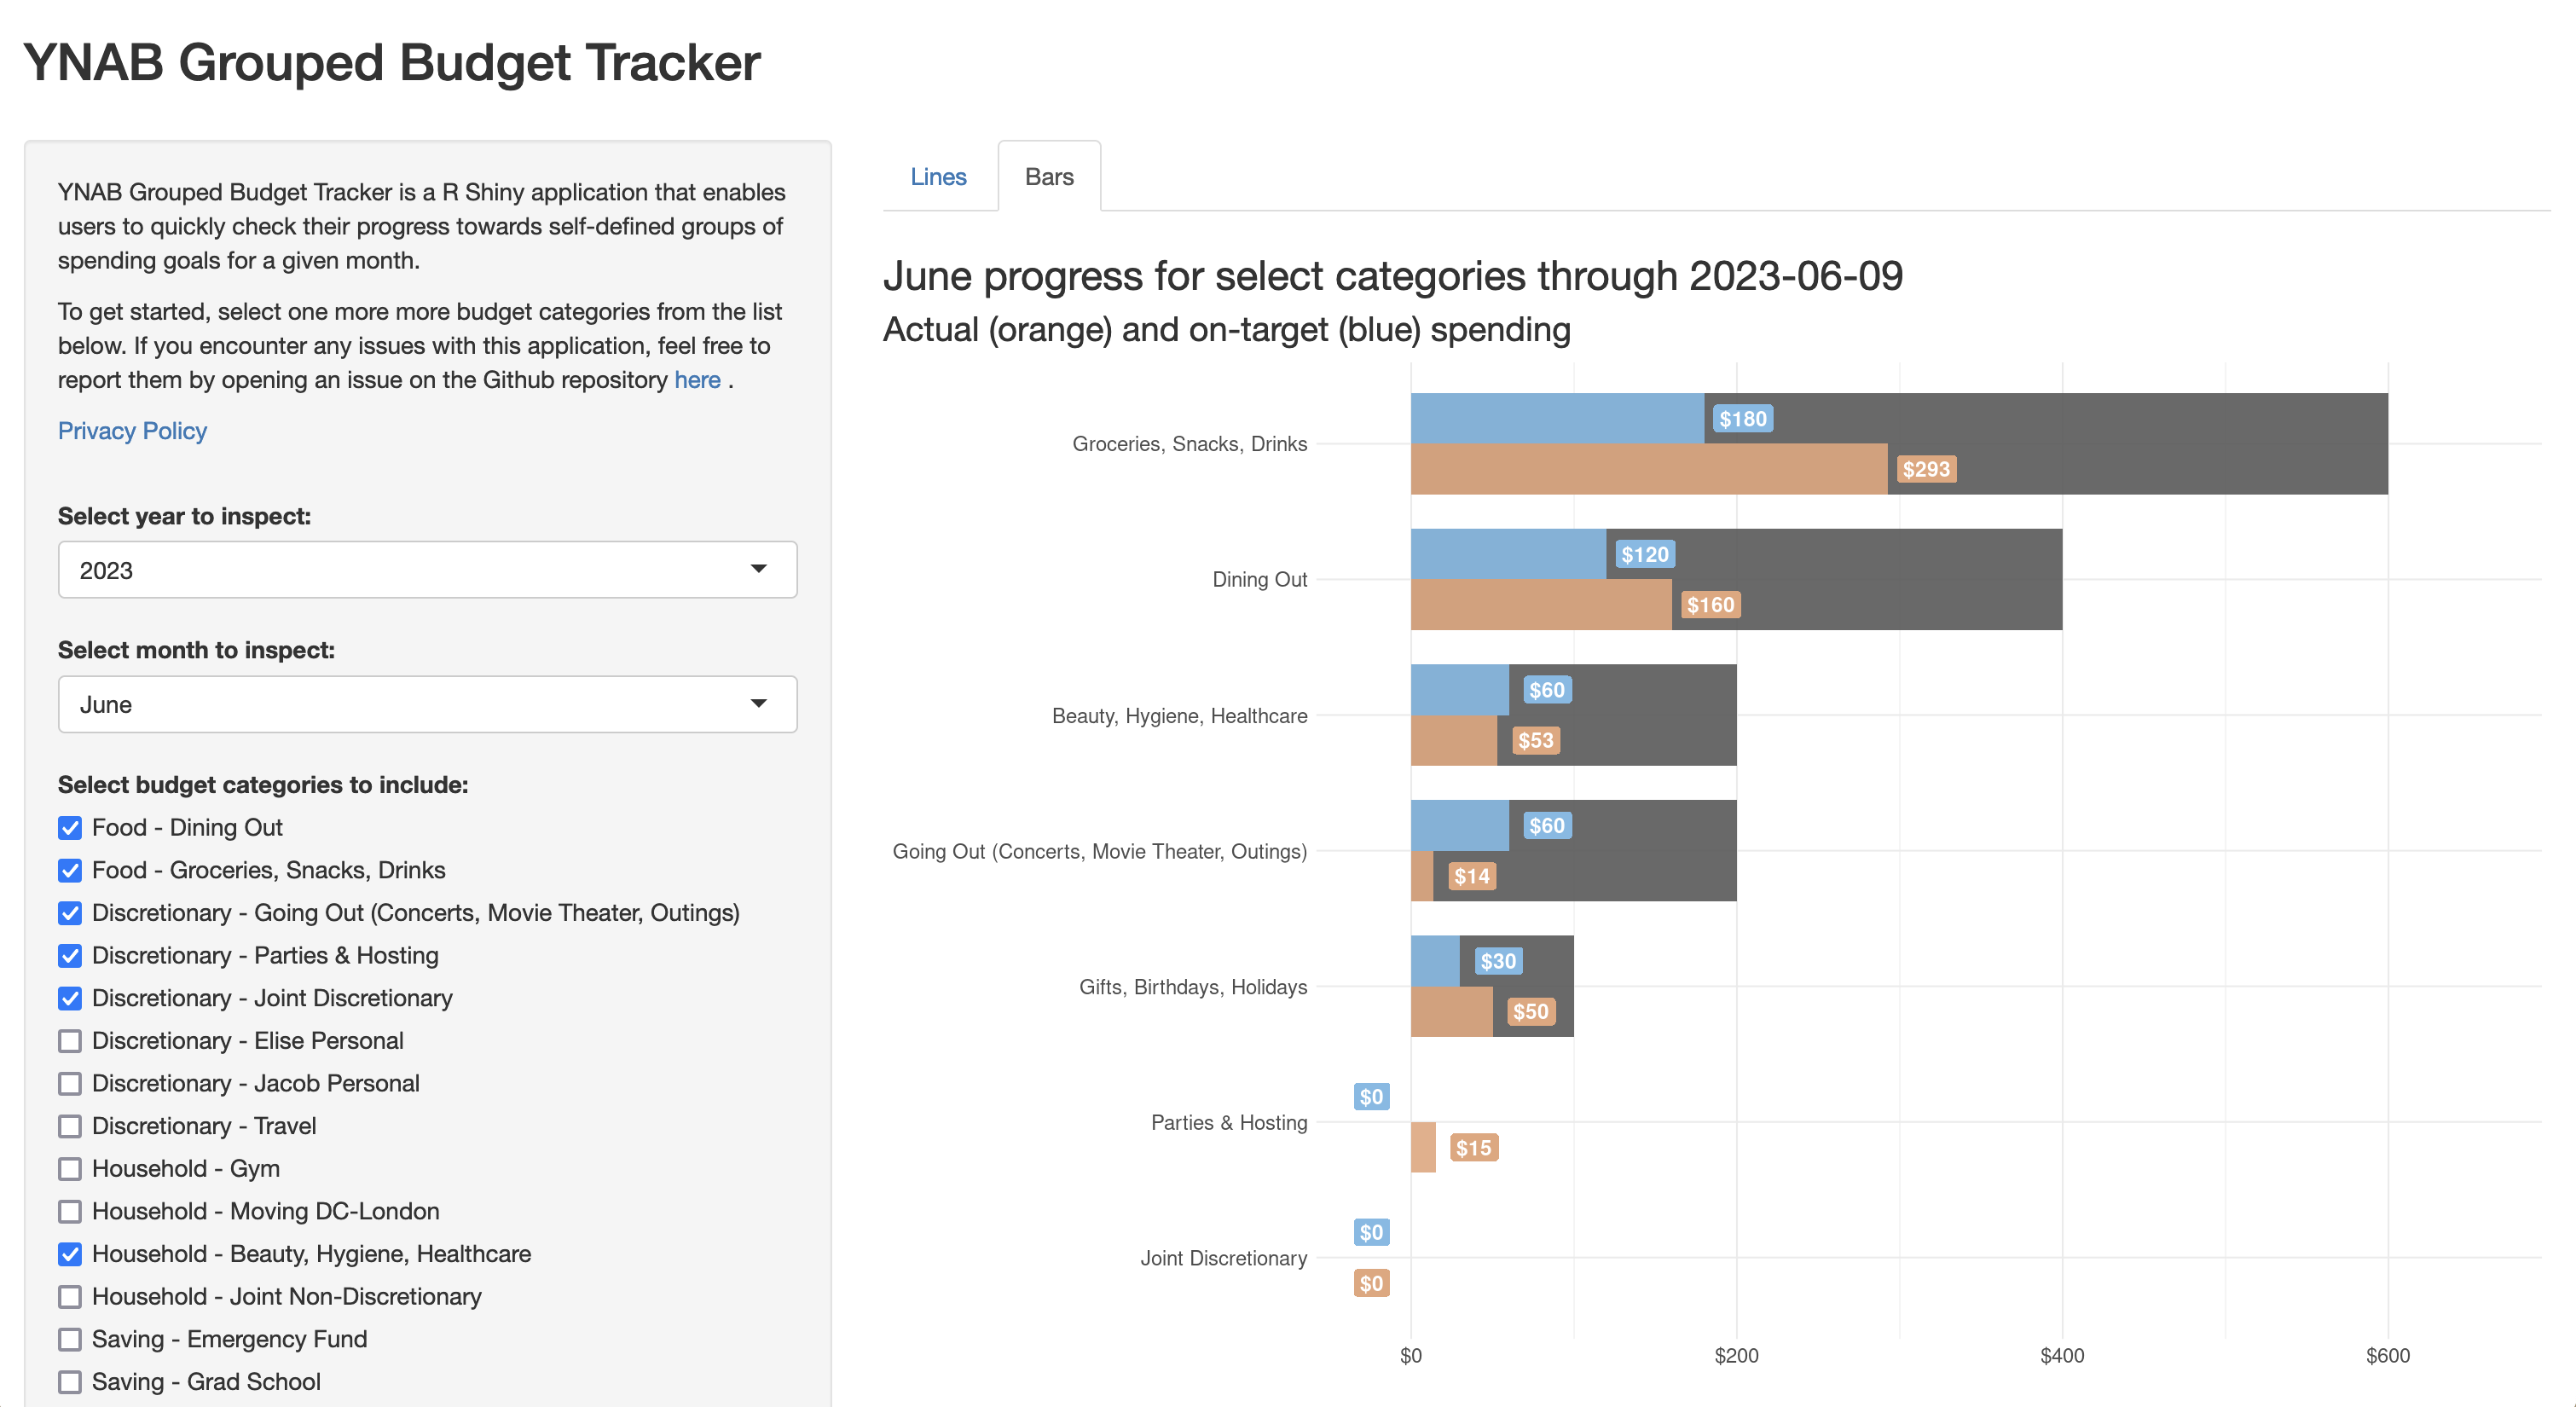 YNAB Grouped Budget Tracker
YNAB Grouped Budget Tracker is a R Shiny application that enables
users to quickly check their progress towards self-defined groups of
spending goals for a given month.
To get started, select one more more budget categories from the list
below. If you encounter any issues with this application, feel free to
report them by opening an issue on the Github repository here .
Privacy Policy
Select year to inspect:
2023
Select month to inspect:
June
Select budget categories to include:
Food - Dining Out
Food - Groceries, Snacks, Drinks
Discretionary - Going Out (Concerts, Movie Theater, Outings)
Discretionary - Parties & Hosting
Discretionary - Joint Discretionary
Discretionary - Elise Personal
Discretionary - Jacob Personal
Discretionary - Travel
Household - Gym
Household - Moving DC-London
Household - Beauty, Hygiene, Healthcare
Household - Joint Non-Discretionary
Saving - Emergency Fund
Saving - Grad School
Lines Bars
June progress for select categories through 2023-06-09
Actual (orange) and on-target (blue) spending
$180
Groceries, Snacks, Drinks
$293
$120
Dining Out
$160
$60
Beauty, Hygiene, Healthcare
$53
$60
Going Out (Concerts, Movie Theater, Outings)
$14
$30
Gifts, Birthdays, Holidays
$50
$0
Parties & Hosting
$15
$0
Joint Discretionary
$0
$0 $200 $400 $600